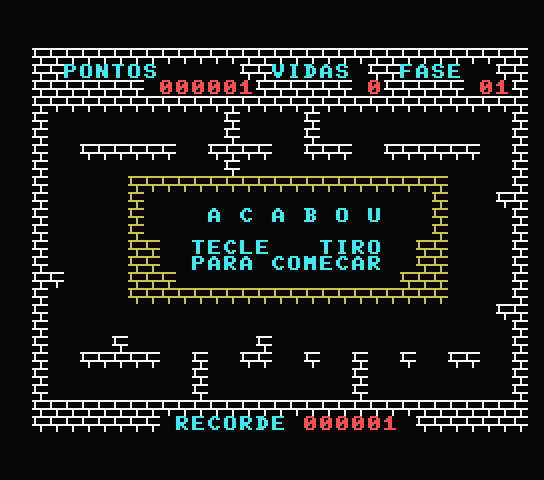 PONTOS VIDAS FASE
000001 0 01
A C A B O U
TECLE TIRO
PARA COMECAR
RECORDE 000001